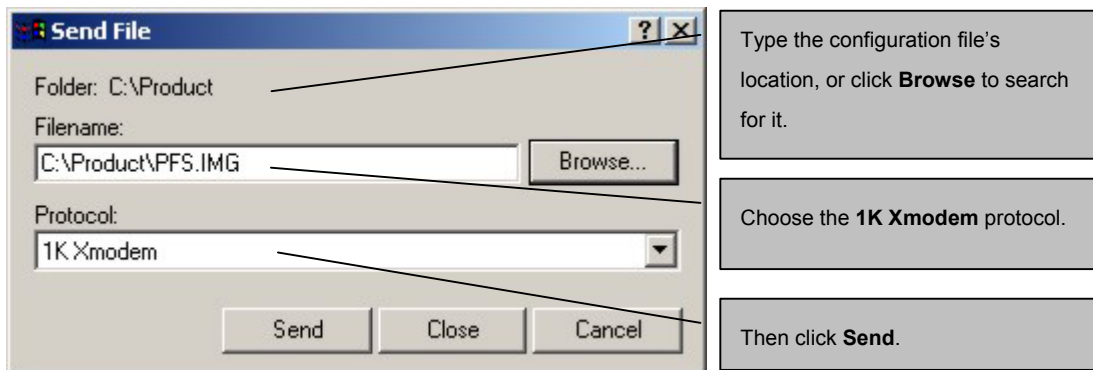 Send File
Folder: C:\Product
Filename:
C:\Product\PFS.IMG
Browse...
Protocol:
1K Xmodem
Send
Close
Cancel
Type the configuration file's
location, or click Browse to search
for it.
Choose the 1K Xmodem protocol.
Then click Send.